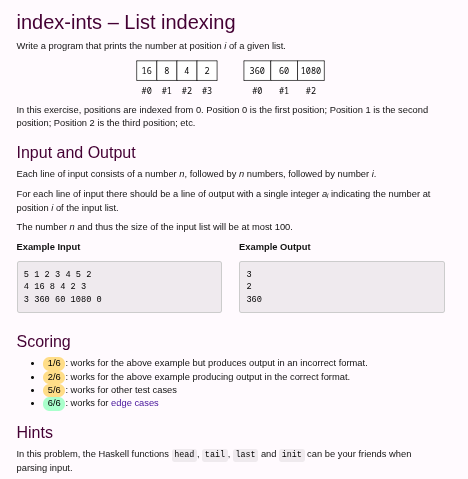 index-ints – List indexing
Write a program that prints the number at position i of a given list.
16 8 4 2 360 60 1080
#0 #1 #2 #3 #0 #1 #2
In this exercise, positions are indexed from 0. Position 0 is the first position; Position 1 is the second
position; Position 2 is the third position; etc.
Input and Output
Each line of input consists of a number n, followed by n numbers, followed by number i.
For each line of input there should be a line of output with a single integer aᵢ indicating the number at
position i of the input list.
The number n and thus the size of the input list will be at most 100.
Example Input
5 1 2 3 4 5 2
4 16 8 4 2 3
3 360 60 1080 0
Example Output
3
2
360
Scoring
• 1/6: works for the above example but produces output in an incorrect format.
• 2/6: works for the above example producing output in the correct format.
• 5/6: works for other test cases
• 6/6: works for edge cases
Hints
In this problem, the Haskell functions head, tail, last and init can be your friends when
parsing input.